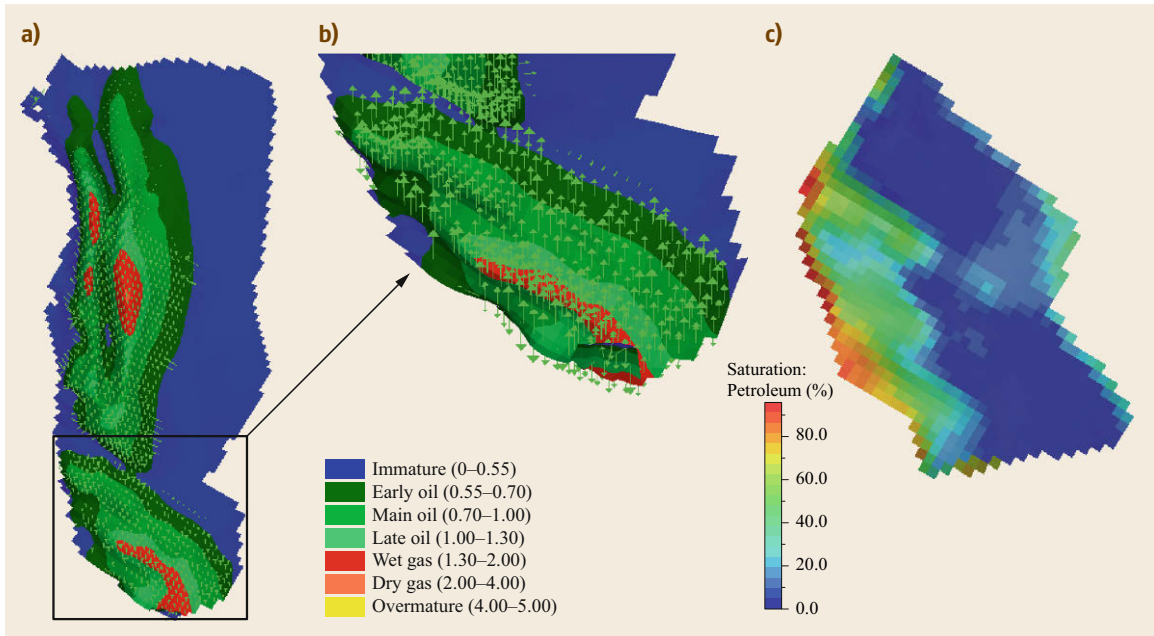 a)
b)
c)
Immature (0–0.55)
Early oil (0.55–0.70)
Main oil (0.70–1.00)
Late oil (1.00–1.30)
Wet gas (1.30–2.00)
Dry gas (2.00–4.00)
Overmature (4.00–5.00)
Saturation:
Petroleum (%)
80.0
60.0
40.0
20.0
0.0